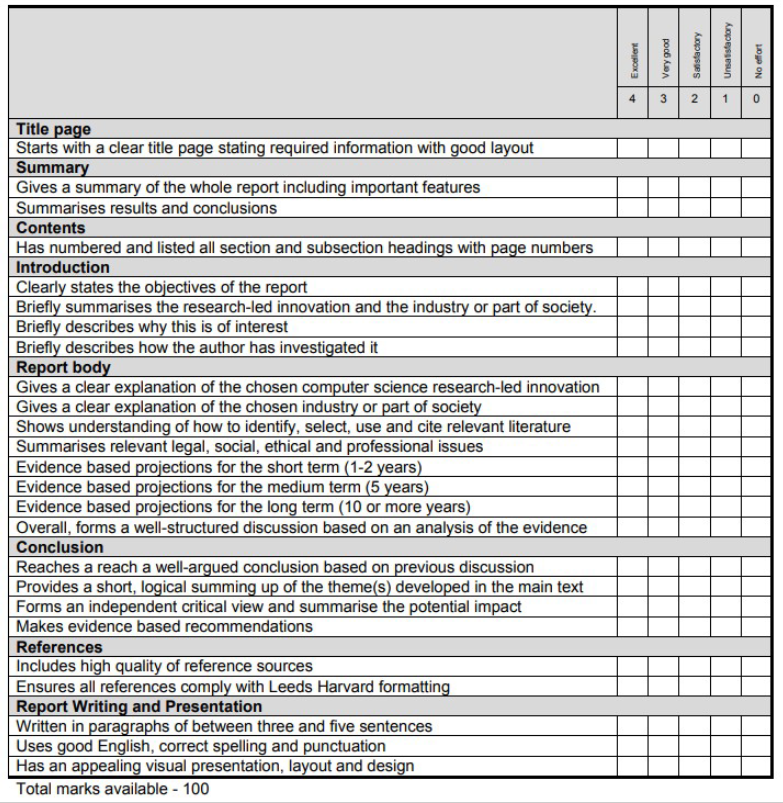 Excellent
Very good
Satisfactory
Unsatisfactory
No effort
4 3 2 1 0
Title page
Starts with a clear title page stating required information with good layout
Summary
Gives a summary of the whole report including important features
Summarises results and conclusions
Contents
Has numbered and listed all section and subsection headings with page numbers
Introduction
Clearly states the objectives of the report
Briefly summarises the research-led innovation and the industry or part of society.
Briefly describes why this is of interest
Briefly describes how the author has investigated it
Report body
Gives a clear explanation of the chosen computer science research-led innovation
Gives a clear explanation of the chosen industry or part of society
Shows understanding of how to identify, select, use and cite relevant literature
Summarises relevant legal, social, ethical and professional issues
Evidence based projections for the short term (1-2 years)
Evidence based projections for the medium term (5 years)
Evidence based projections for the long term (10 or more years)
Overall, forms a well-structured discussion based on an analysis of the evidence
Conclusion
Reaches a reach a well-argued conclusion based on previous discussion
Provides a short, logical summing up of the theme(s) developed in the main text
Forms an independent critical view and summarise the potential impact
Makes evidence based recommendations
References
Includes high quality of reference sources
Ensures all references comply with Leeds Harvard formatting
Report Writing and Presentation
Written in paragraphs of between three and five sentences
Uses good English, correct spelling and punctuation
Has an appealing visual presentation, layout and design
Total marks available - 100